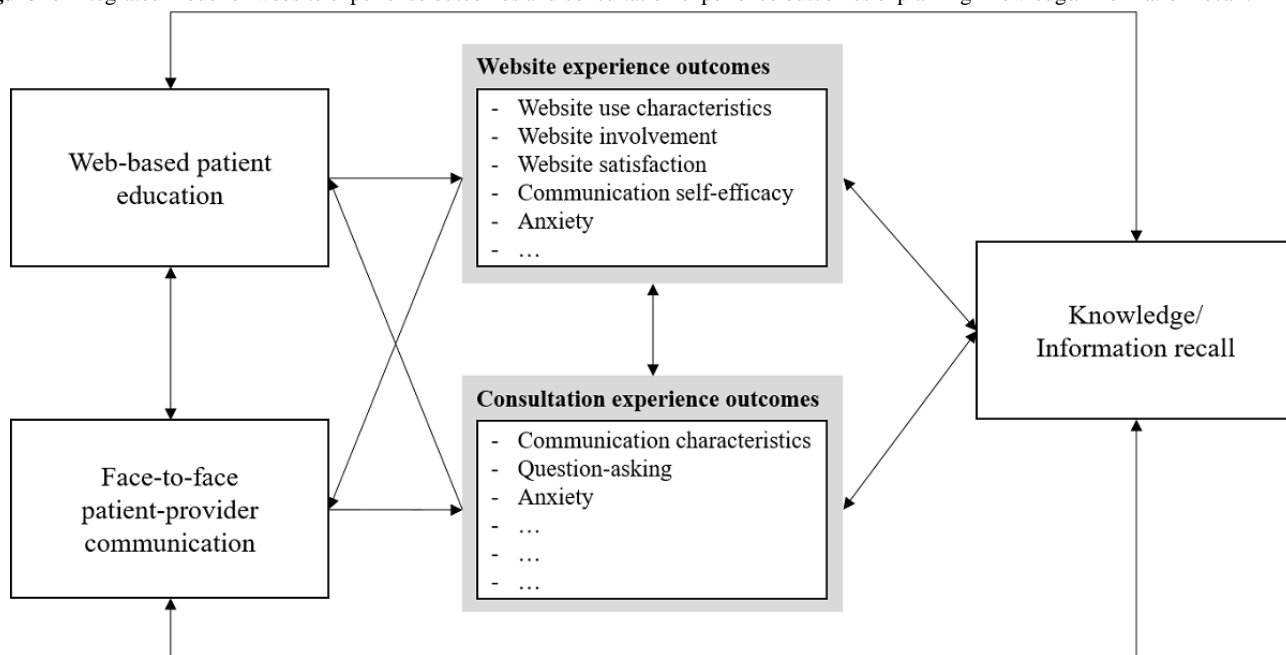 Web-based patient
education
Face-to-face
patient-provider
communication
Website experience outcomes
- Website use characteristics
- Website involvement
- Website satisfaction
- Communication self-efficacy
- Anxiety
- …
Consultation experience outcomes
- Communication characteristics
- Question-asking
- Anxiety
- …
- …
- …
Knowledge/
Information recall